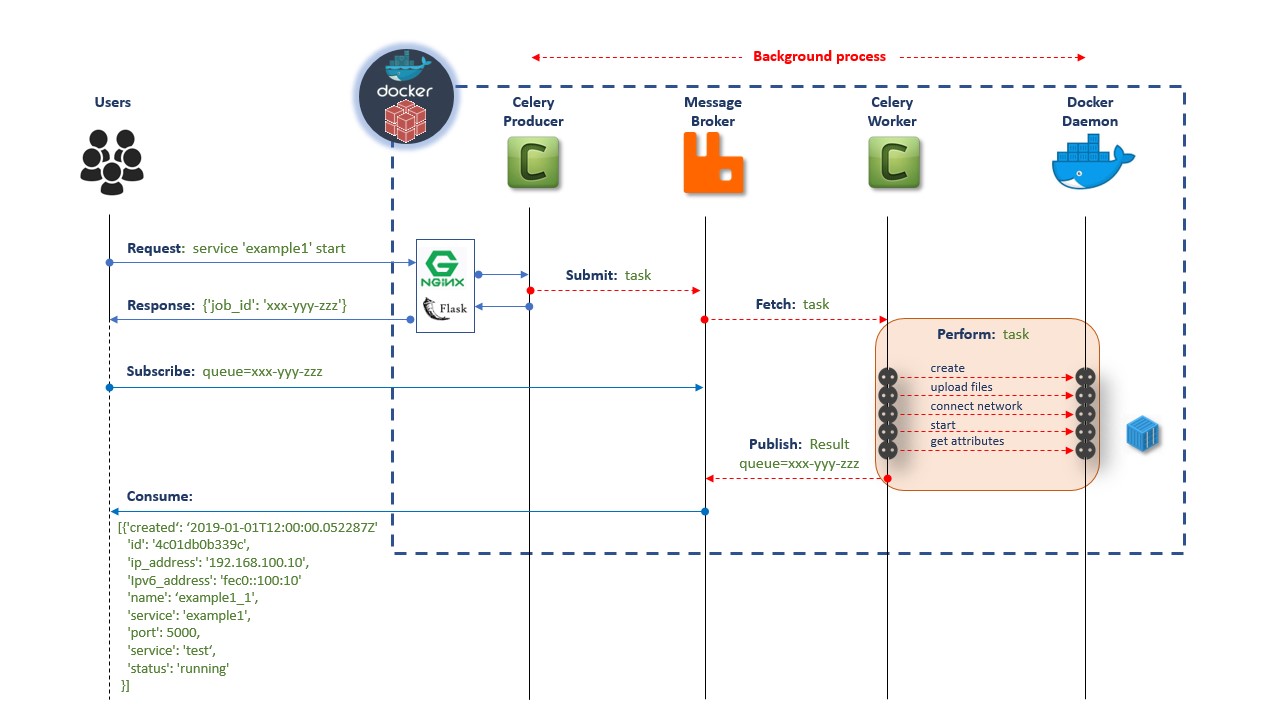 Background process
docker
Users
Celery
Producer
Message
Broker
Celery
Worker
Docker
Daemon
C
C
Request: service 'example1' start
G
NGINX
Submit: task
Response: {'job_id': 'xxx-yyy-zzz'}
Flask
Fetch: task
Perform: task
Subscribe: queue=xxx-yyy-zzz
create
upload files
connect network
start
get attributes
Publish: Result
queue=xxx-yyy-zzz
Consume:
[{'created‘: ‘2019-01-01T12:00:00.052287Z'
'id': '4c01db0b339c',
'ip_address': '192.168.100.10',
'Ipv6_address': 'fec0::100:10'
'name': ‘example1_1',
'service': 'example1',
'port': 5000,
'service': 'test‘,
'status': 'running'
}]